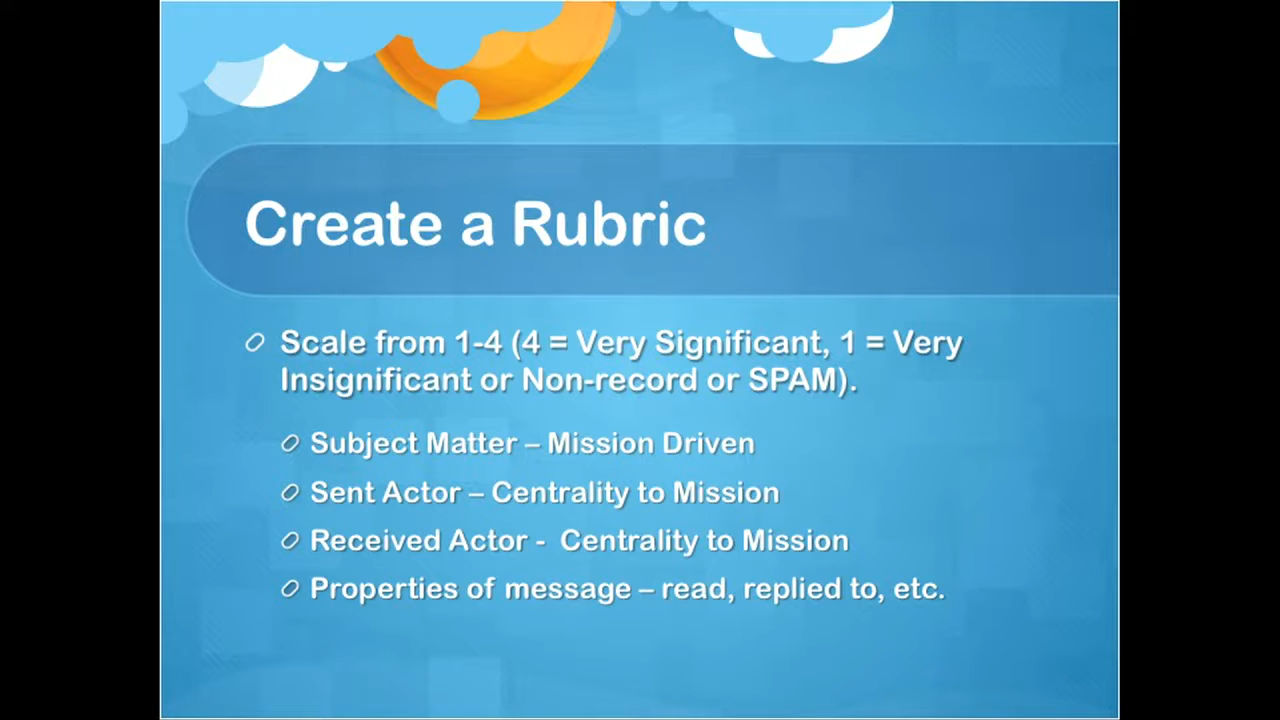 Create a Rubric
Scale from 1-4 (4 = Very Significant, 1 = Very
Insignificant or Non-record or SPAM).
Subject Matter – Mission Driven
Sent Actor – Centrality to Mission
Received Actor -  Centrality to Mission
Properties of message – read, replied to, etc.